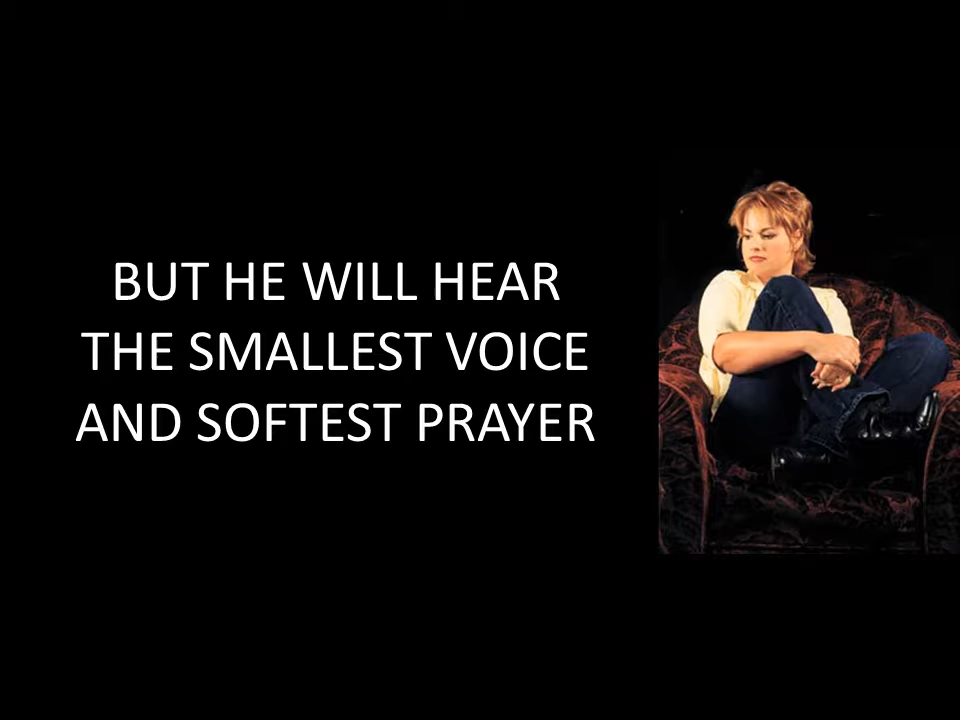 BUT HE WILL HEAR
THE SMALLEST VOICE
AND SOFTEST PRAYER